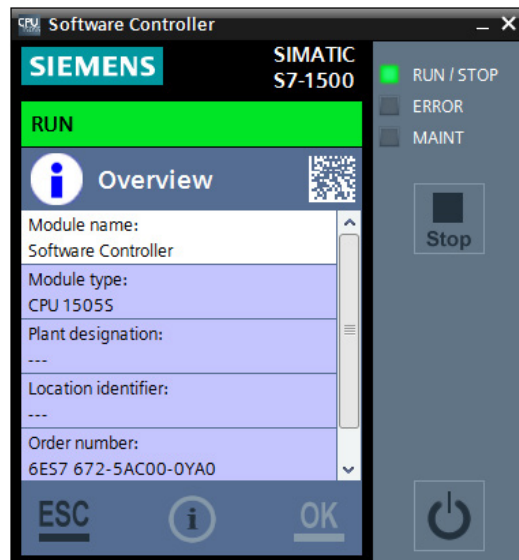 CPU Software Controller
SIEMENS
SIMATIC
S7-1500
RUN
RUN / STOP
ERROR
MAINT
i Overview
Stop
Module name:
Software Controller
Module type:
CPU 1505S
Plant designation:
---
Location identifier:
---
Order number:
6ES7 672-5AC00-0YA0
ESC
i
OK